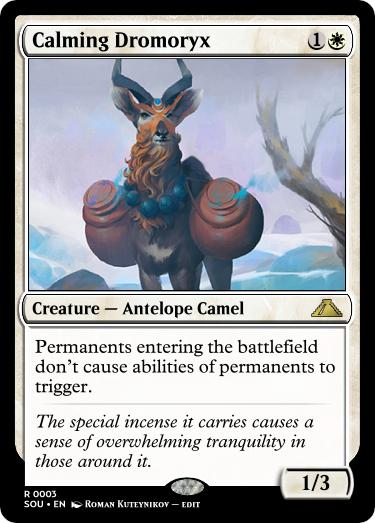 Calming Dromoryx 1
Creature — Antelope Camel
Permanents entering the battlefield
don't cause abilities of permanents to
trigger.
The special incense it carries causes a
sense of overwhelming tranquility in
those around it.
1/3
R 0003
SOU • EN Roman Kuteynikov — edit